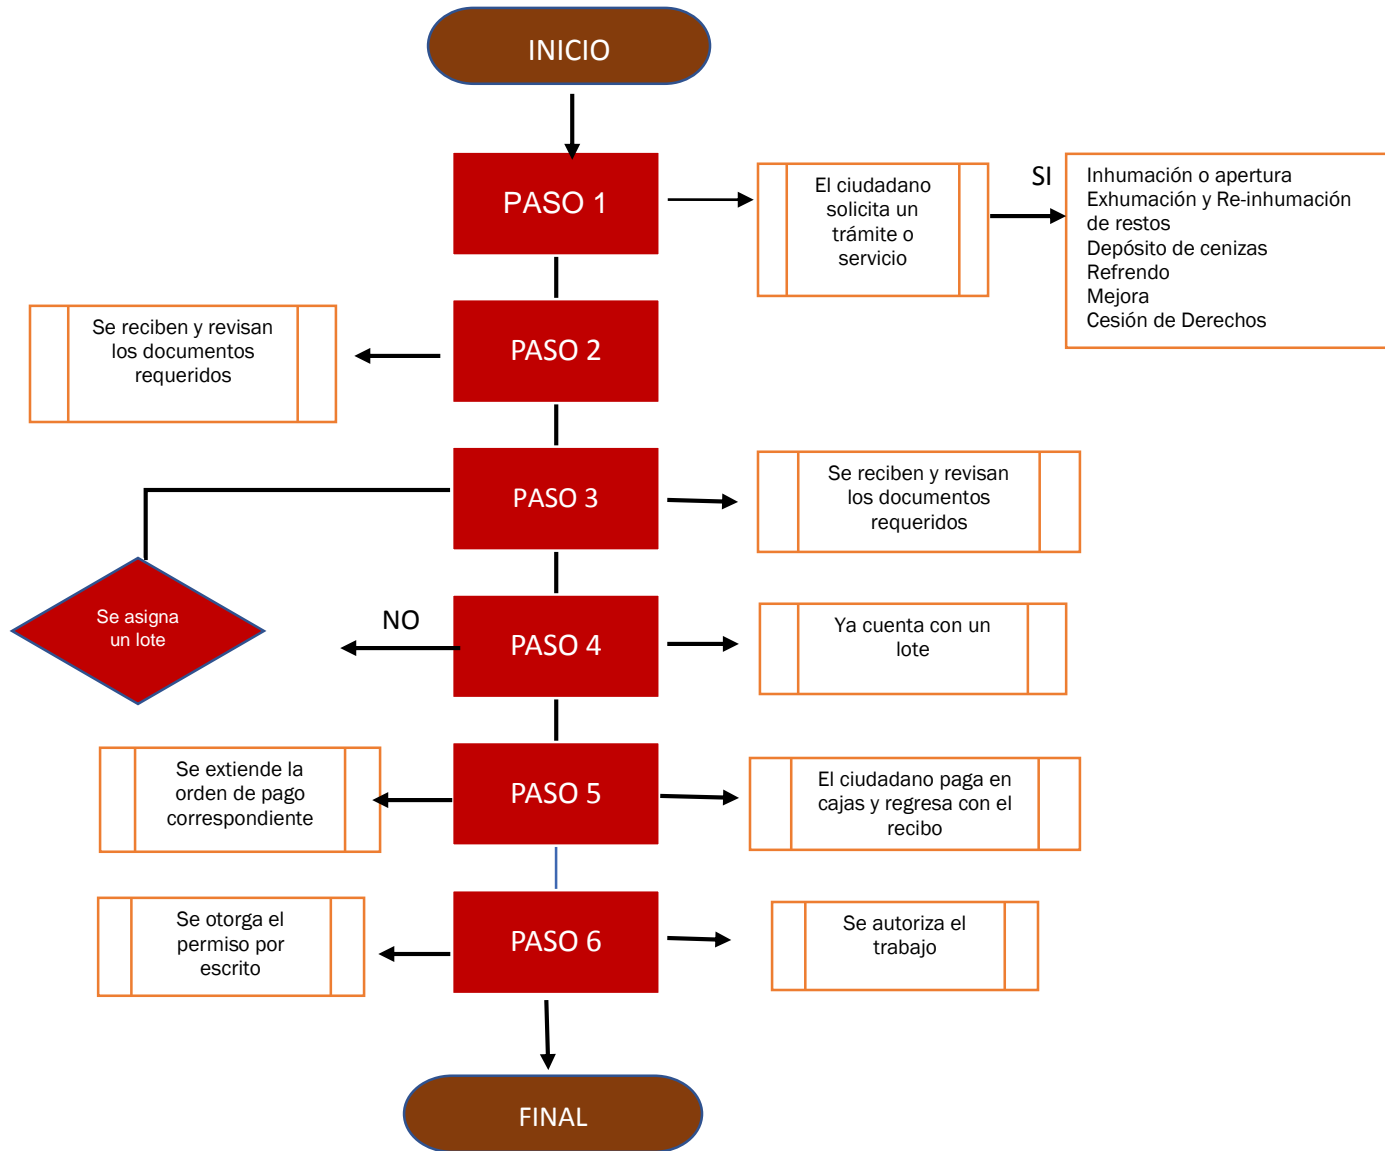 INICIO
PASO 1
El ciudadano
solicita un
trámite o
servicio
SI
Inhumación o apertura
Exhumación y Re-inhumación
de restos
Depósito de cenizas
Refrendo
Mejora
Cesión de Derechos
Se reciben y revisan
los documentos
requeridos
PASO 2
PASO 3
Se reciben y revisan
los documentos
requeridos
Se asigna
un lote
NO
PASO 4
Ya cuenta con un
lote
Se extiende la
orden de pago
correspondiente
PASO 5
El ciudadano paga en
cajas y regresa con el
recibo
Se otorga el
permiso por
escrito
PASO 6
Se autoriza el
trabajo
FINAL